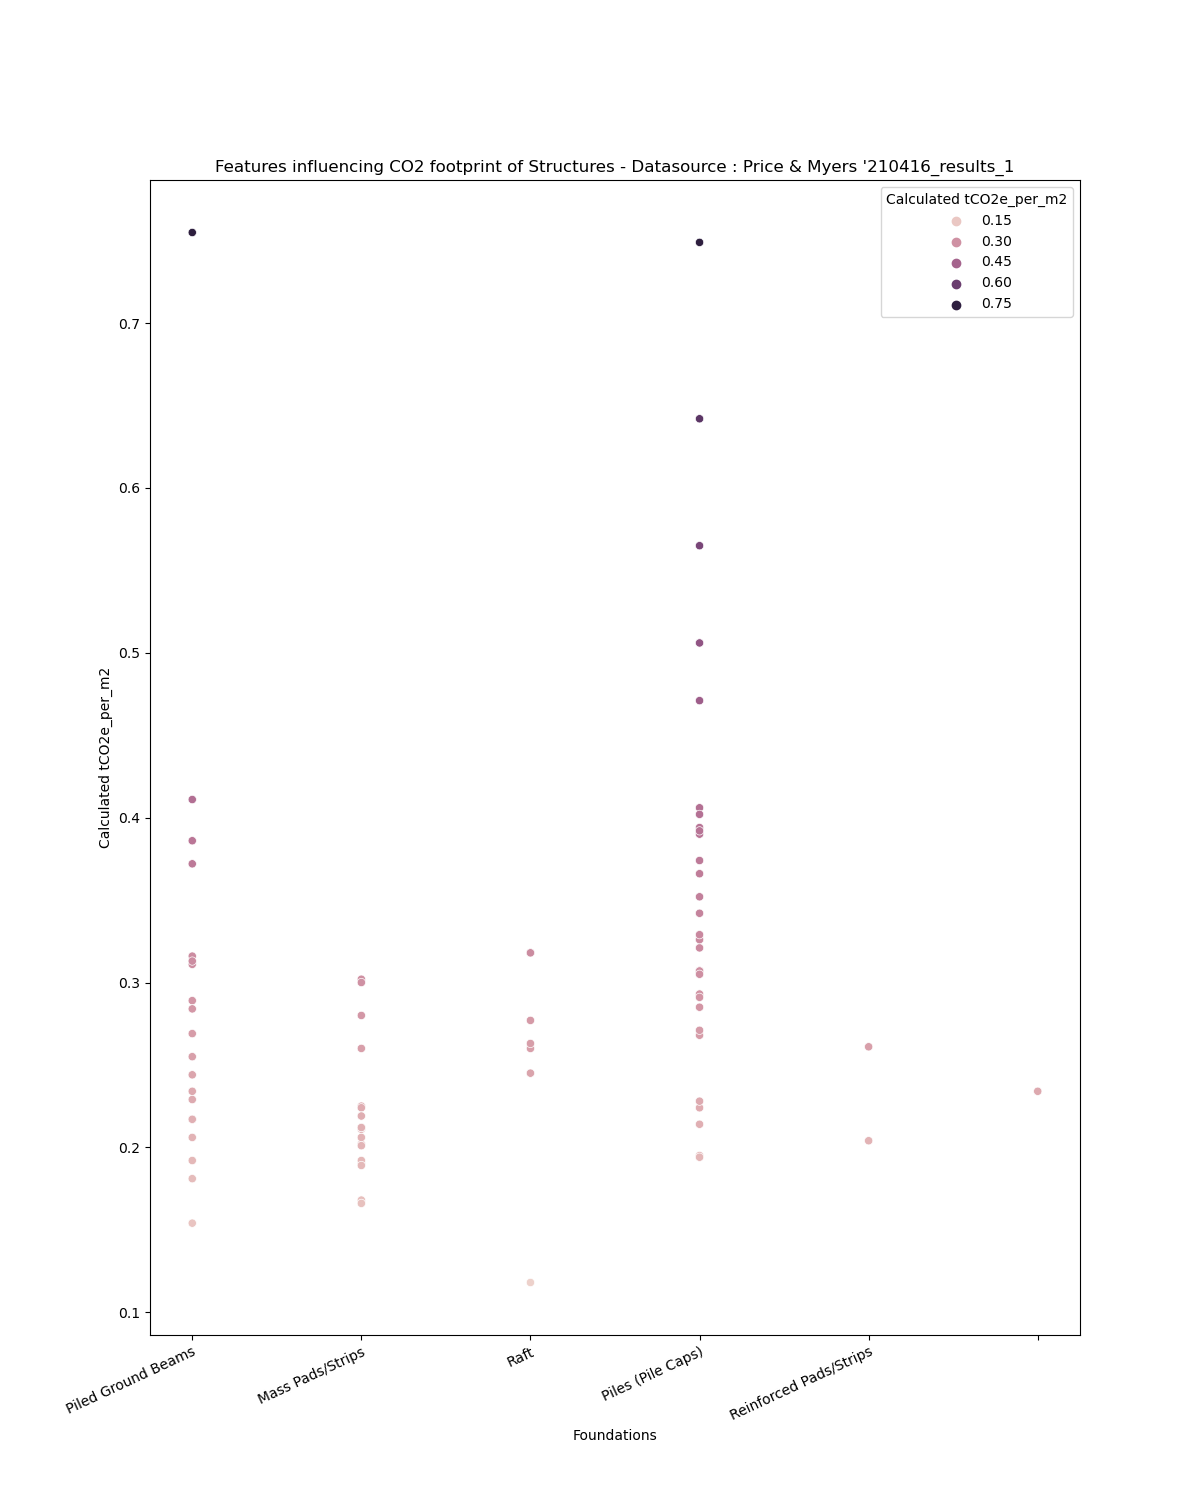 Features influencing CO2 footprint of Structures - Datasource : Price & Myers '210416_results_1
Calculated tCO2e_per_m2
0.15
0.30
0.45
0.60
0.75
0.7
0.6
0.5
0.4
0.3
0.2
0.1
Calculated tCO2e_per_m2
Piled Ground Beams
Mass Pads/Strips
Raft
Piles (Pile Caps)
Reinforced Pads/Strips
Foundations